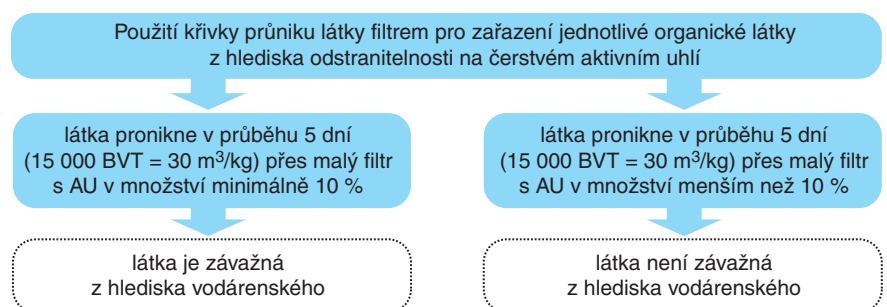 Použití křivky průniku látky filtrem pro zařazení jednotlivé organické látky
z hlediska odstranitelnosti na čerstvém aktivním uhlí
látka pronikne v průběhu 5 dní
(15 000 BVT = 30 m³/kg) přes malý filtr
s AU v množství minimálně 10 %
látka pronikne v průběhu 5 dní
(15 000 BVT = 30 m³/kg) přes malý filtr
s AU v množství menším než 10 %
látka je závažná
z hlediska vodárenského
látka není závažná
z hlediska vodárenského